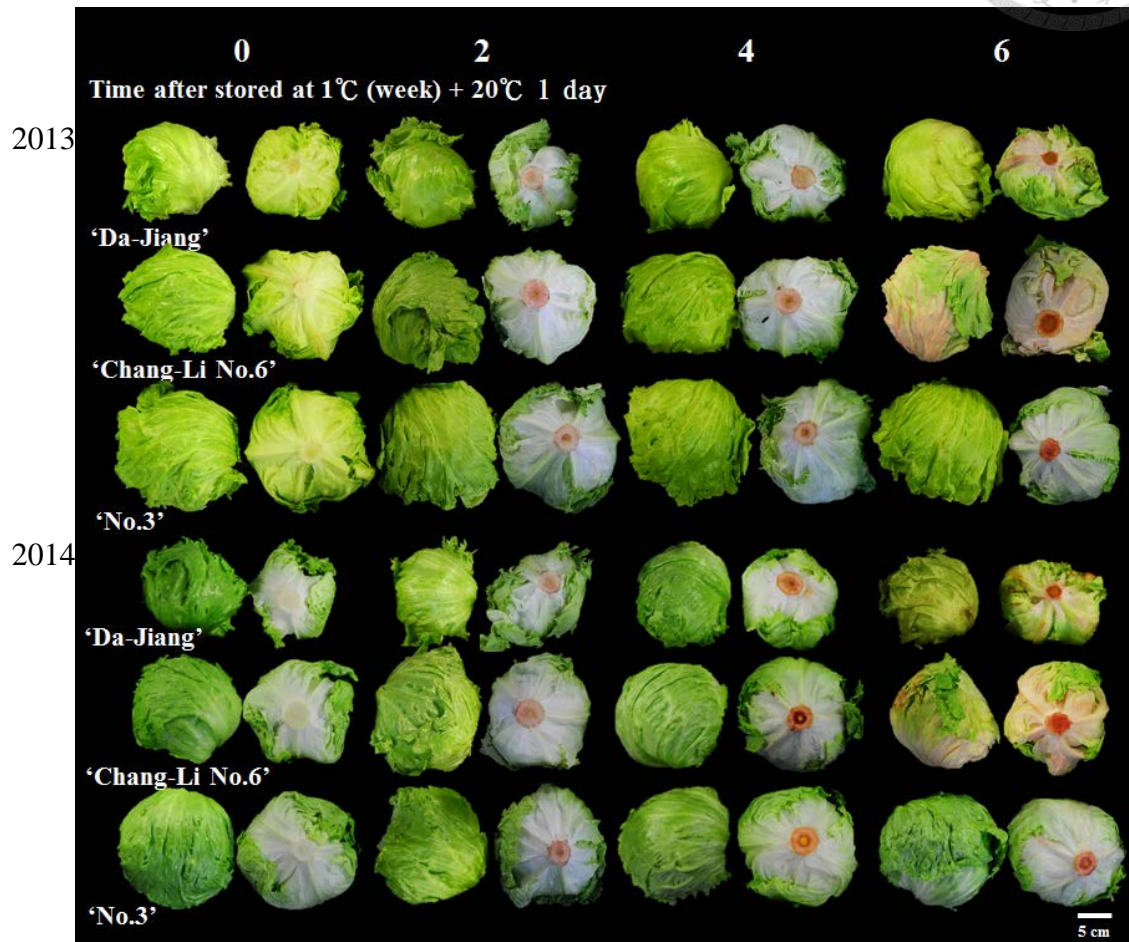 0 2 4 6
Time after stored at 1℃ (week) + 20℃ 1 day
2013
‘Da-Jiang’
‘Chang-Li No.6’
‘No.3’
2014
‘Da-Jiang’
‘Chang-Li No.6’
‘No.3’
5 cm